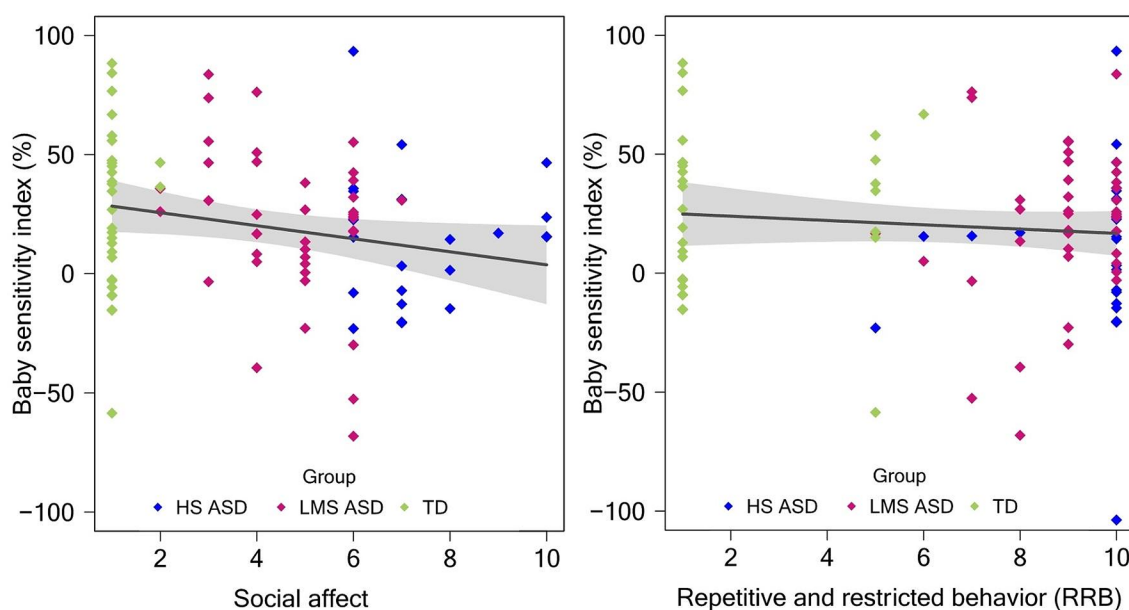 Baby sensitivity index (%)
100
50
0
−50
−100
Group
HS ASD LMS ASD TD
2 4 6 8 10
Social affect
Baby sensitivity index (%)
100
50
0
−50
−100
Group
HS ASD LMS ASD TD
2 4 6 8 10
Repetitive and restricted behavior (RRB)